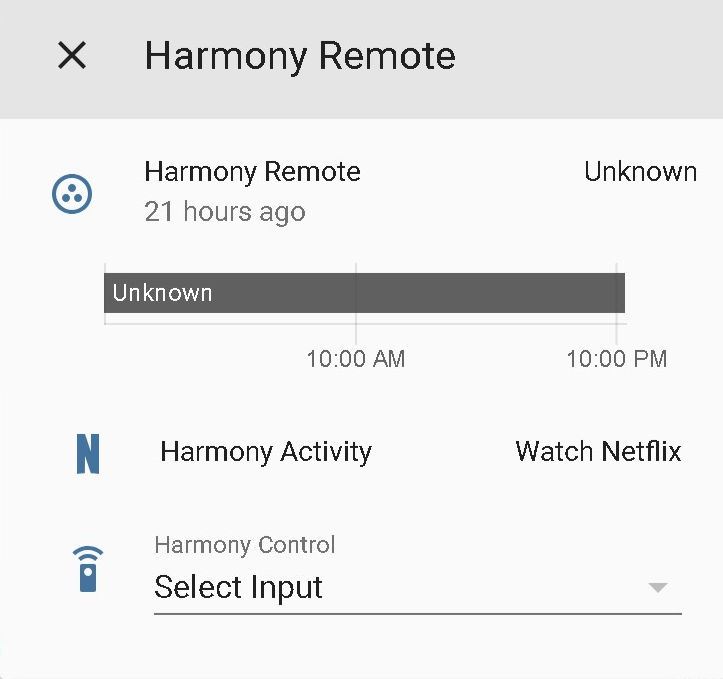 Harmony Remote
Harmony Remote Unknown
21 hours ago
Unknown
10:00 AM 10:00 PM
N Harmony Activity Watch Netflix
Harmony Control
Select Input